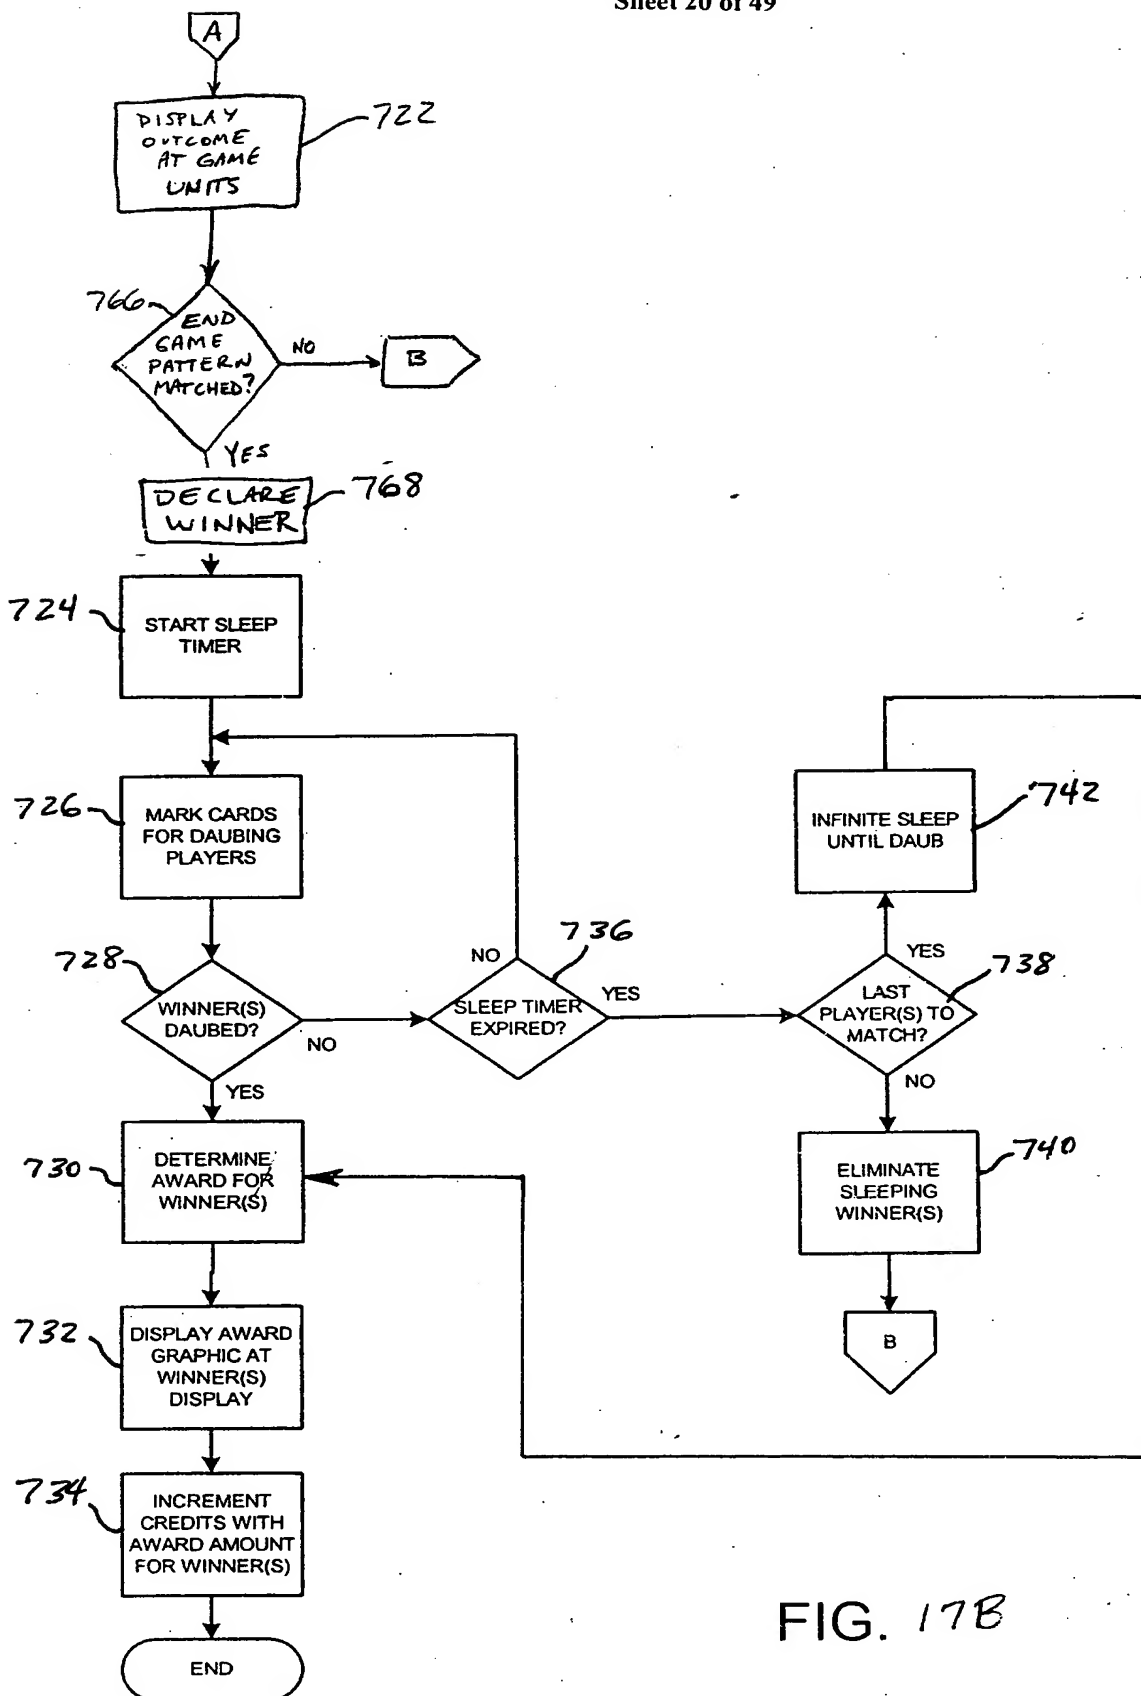 Sheet 20 of 49
A
DISPLAY
OUTCOME
AT GAME
UNITS
722
766
END
GAME
PATTERN
MATCHED?
NO
B
YES
DECLARE
WINNER
768
724
START SLEEP
TIMER
726
MARK CARDS
FOR DAUBING
PLAYERS
742
INFINITE SLEEP
UNTIL DAUB
728
WINNER(S)
DAUBED?
NO
YES
736
NO
SLEEP TIMER
EXPIRED?
YES
YES
738
LAST
PLAYER(S) TO
MATCH?
NO
730
DETERMINE
AWARD FOR
WINNER(S)
740
ELIMINATE
SLEEPING
WINNER(S)
B
732
DISPLAY AWARD
GRAPHIC AT
WINNER(S)
DISPLAY
734
INCREMENT
CREDITS WITH
AWARD AMOUNT
FOR WINNER(S)
END
FIG. 17B